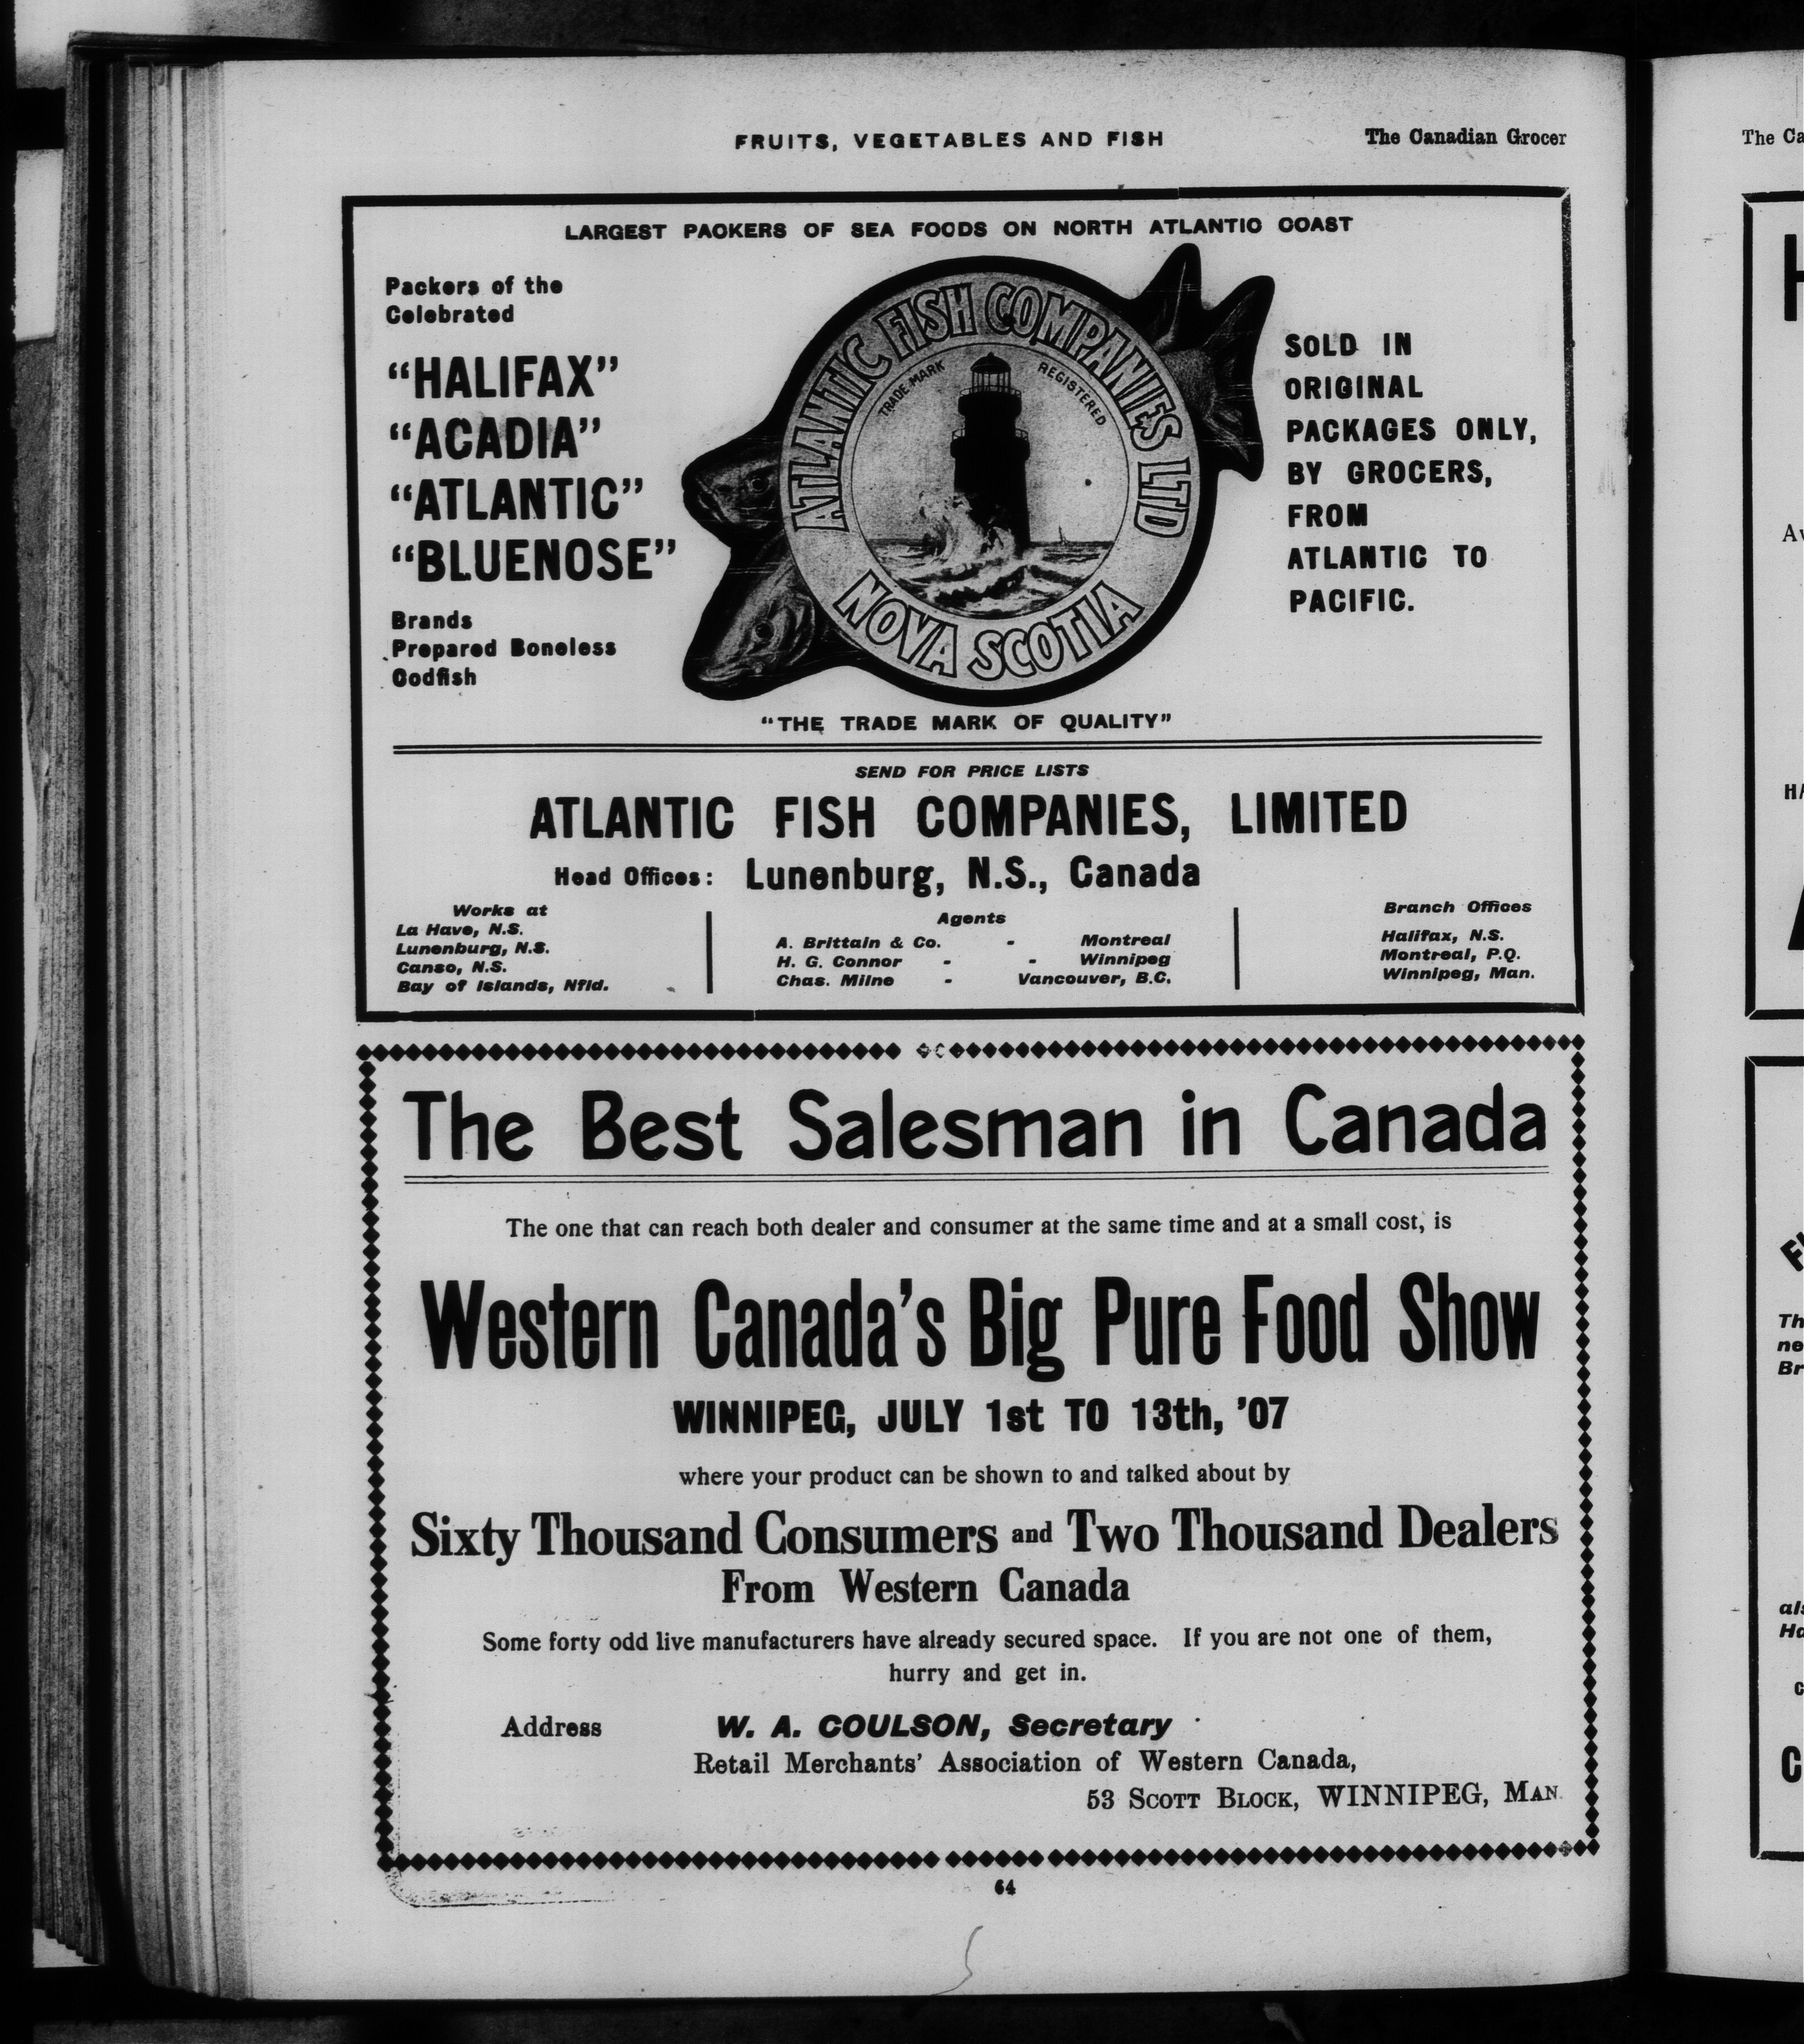 FRUITS, VEGETABLES AND FISH
The Canadian Grocer
LARGEST PACKERS OF SEA FOODS ON NORTH ATLANTIC COAST
Packers of the
Celebrated
"HALIFAX"
"ACADIA"
"ATLANTIC"
"BLUENOSE"
Brands
Prepared Boneless
Codfish
ATLANTIC FISH COMPANIES LTD
TRADE MARK REGISTERED
NOVA SCOTIA
SOLD IN
ORIGINAL
PACKAGES ONLY,
BY GROCERS,
FROM
ATLANTIC TO
PACIFIC.
"THE TRADE MARK OF QUALITY"
SEND FOR PRICE LISTS
ATLANTIC FISH COMPANIES, LIMITED
Head Offices: Lunenburg, N.S., Canada
Works at
La Have, N.S.
Lunenburg, N.S.
Canso, N.S.
Bay of Islands, Nfld.
Agents
A. Brittain & Co. - Montreal
H. G. Connor - - Winnipeg
Chas. Milne - Vancouver, B.C.
Branch Offices
Halifax, N.S.
Montreal, P.Q.
Winnipeg, Man.
The Best Salesman in Canada
The one that can reach both dealer and consumer at the same time and at a small cost, is
Western Canada's Big Pure Food Show
WINNIPEG, JULY 1st TO 13th, '07
where your product can be shown to and talked about by
Sixty Thousand Consumers and Two Thousand Dealers
From Western Canada
Some forty odd live manufacturers have already secured space. If you are not one of them,
hurry and get in.
Address W. A. COULSON, Secretary
Retail Merchants' Association of Western Canada,
53 SCOTT BLOCK, WINNIPEG, MAN.
64
The Ca